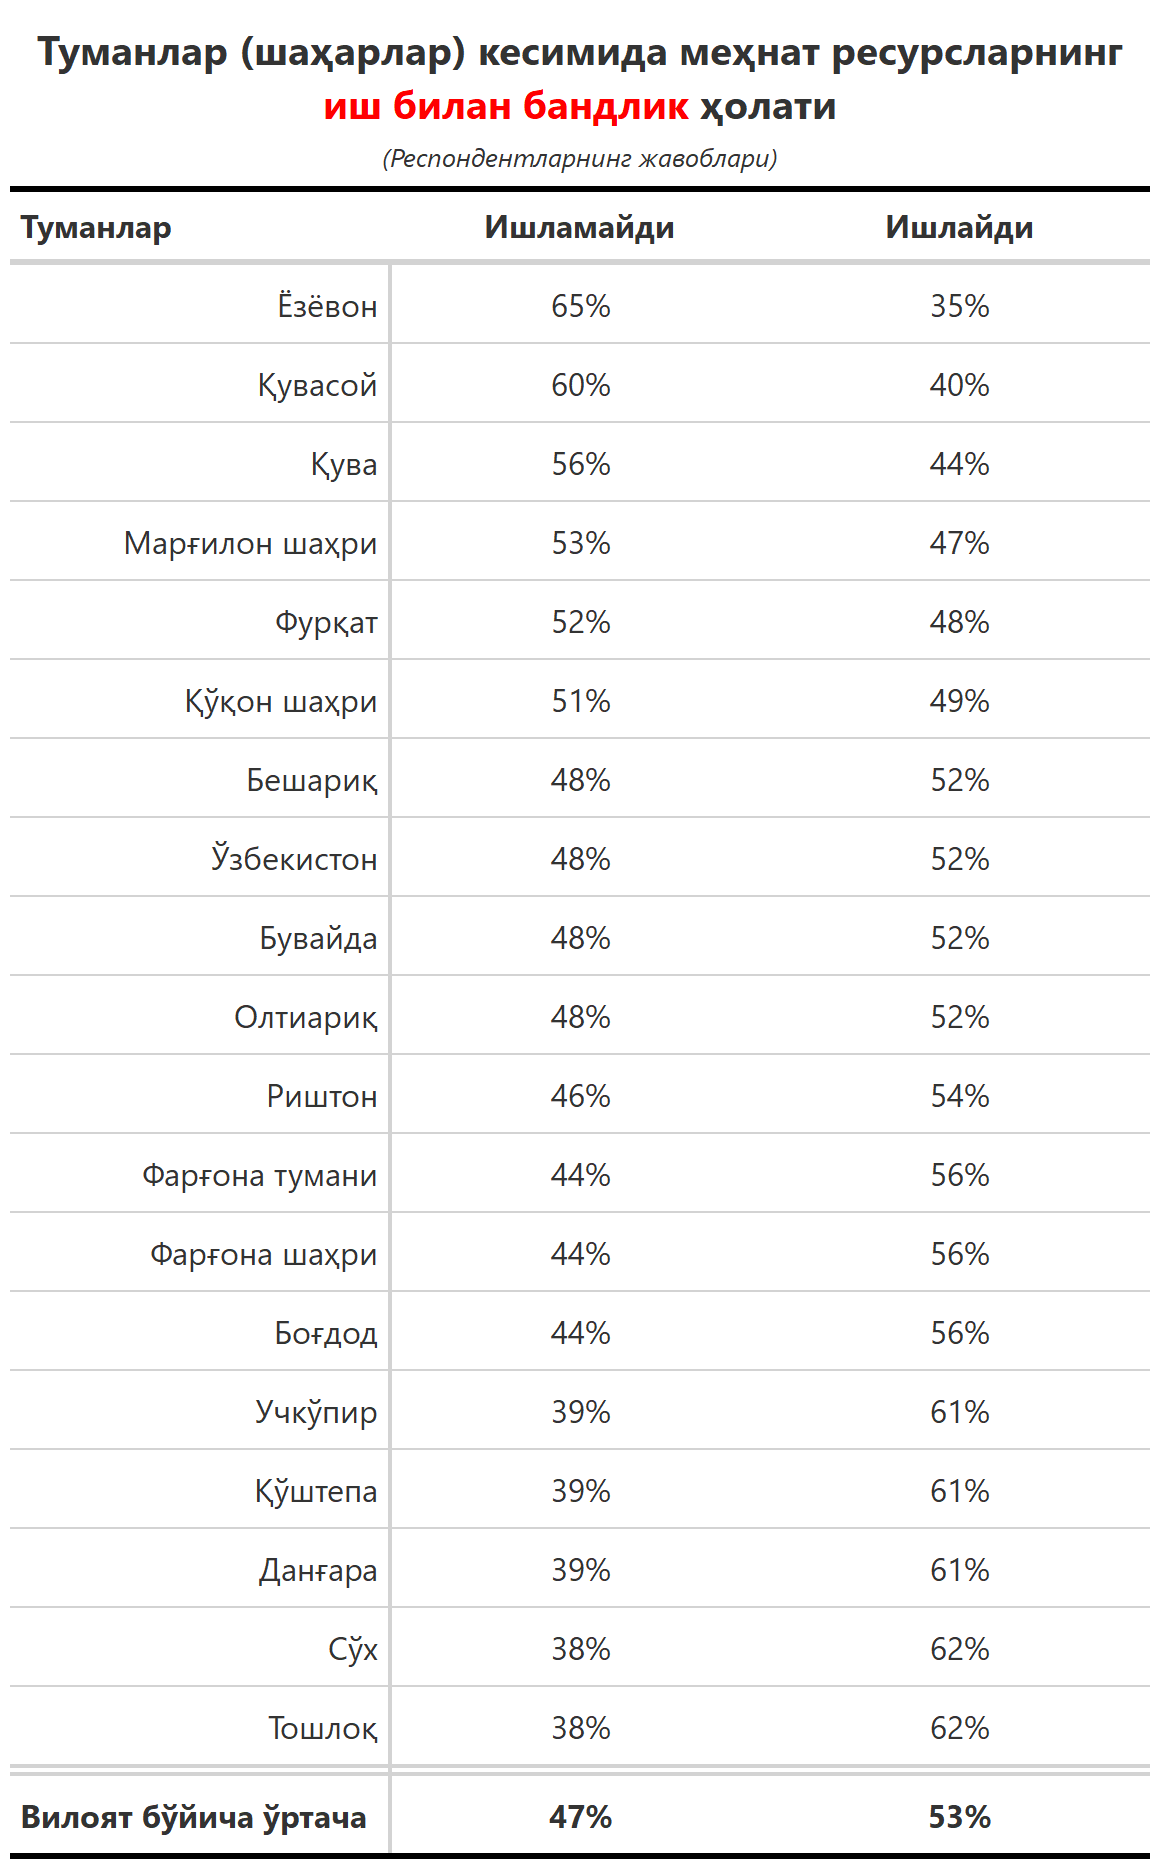 Туманлар (шаҳарлар) кесимида меҳнат ресурсларнинг
иш билан бандлик ҳолати
(Респондентларнинг жавоблари)
Туманлар Ишламайди Ишлайди
Ёзёвон 65% 35%
Қувасой 60% 40%
Қува 56% 44%
Марғилон шаҳри 53% 47%
Фурқат 52% 48%
Қўқон шаҳри 51% 49%
Бешариқ 48% 52%
Ўзбекистон 48% 52%
Бувайда 48% 52%
Олтиариқ 48% 52%
Риштон 46% 54%
Фарғона тумани 44% 56%
Фарғона шаҳри 44% 56%
Боғдод 44% 56%
Учкўпир 39% 61%
Қўштепа 39% 61%
Данғара 39% 61%
Сўх 38% 62%
Тошлоқ 38% 62%
Вилоят бўйича ўртача 47% 53%